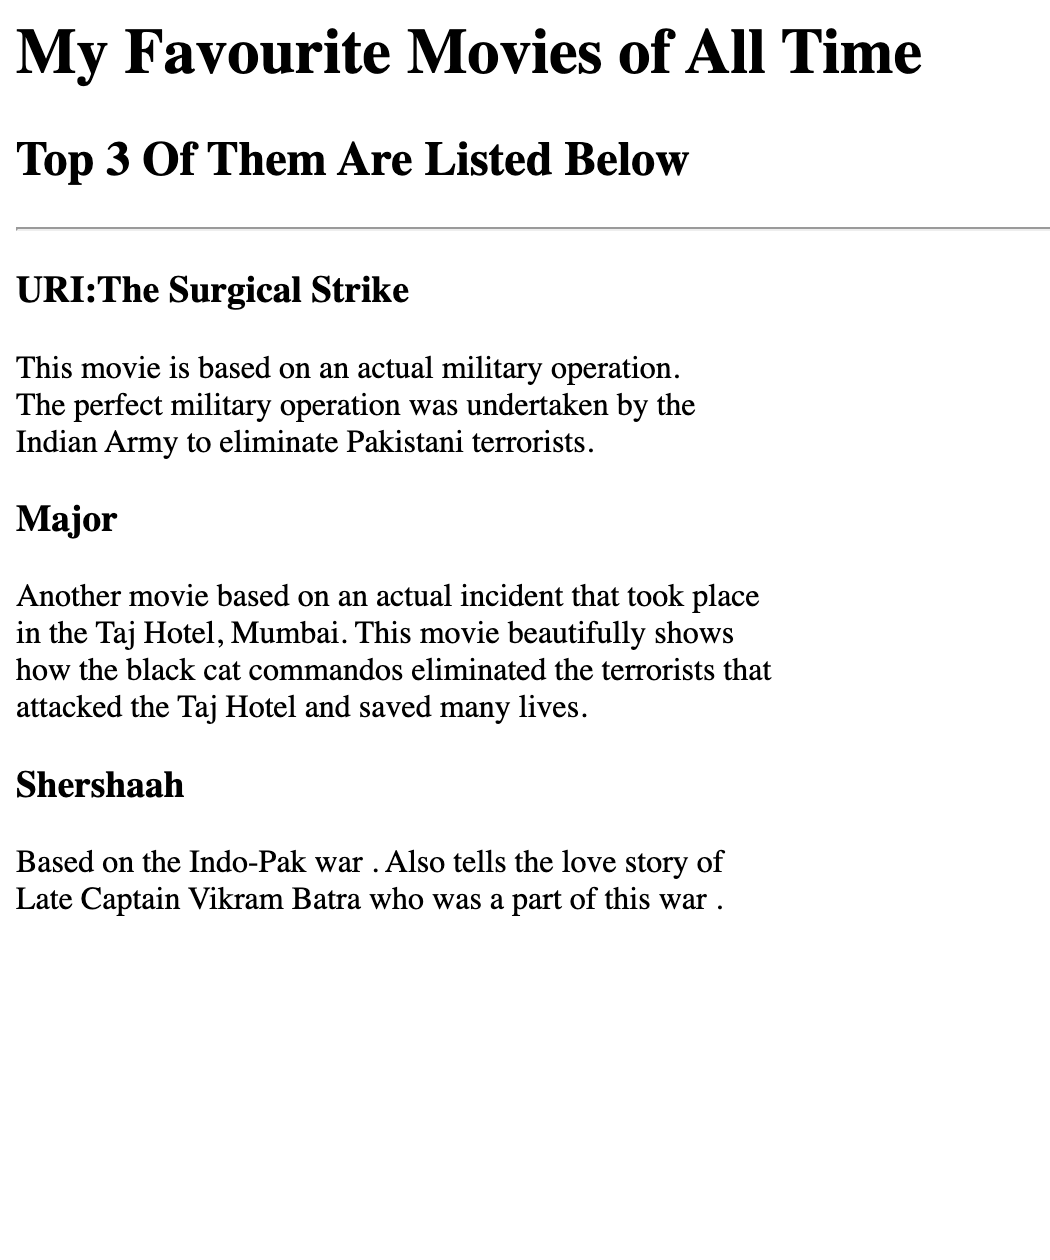 My Favourite Movies of All Time
Top 3 Of Them Are Listed Below
URI:The Surgical Strike
This movie is based on an actual military operation.
The perfect military operation was undertaken by the
Indian Army to eliminate Pakistani terrorists.
Major
Another movie based on an actual incident that took place
in the Taj Hotel, Mumbai. This movie beautifully shows
how the black cat commandos eliminated the terrorists that
attacked the Taj Hotel and saved many lives.
Shershaah
Based on the Indo-Pak war . Also tells the love story of
Late Captain Vikram Batra who was a part of this war .